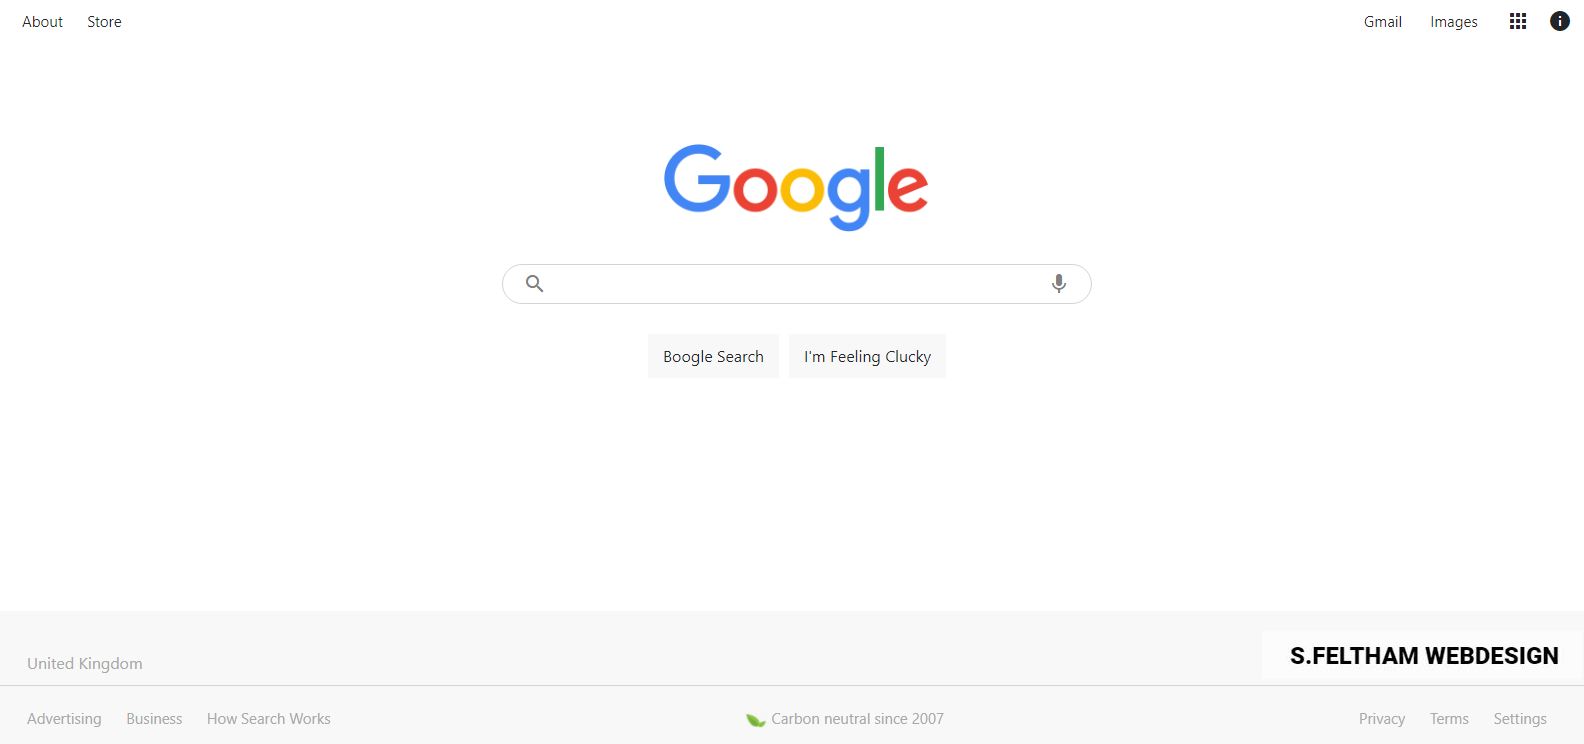 About Store Gmail Images
Google
Boogle Search I'm Feeling Clucky
United Kingdom S.FELTHAM WEBDESIGN
Advertising Business How Search Works Carbon neutral since 2007 Privacy Terms Settings